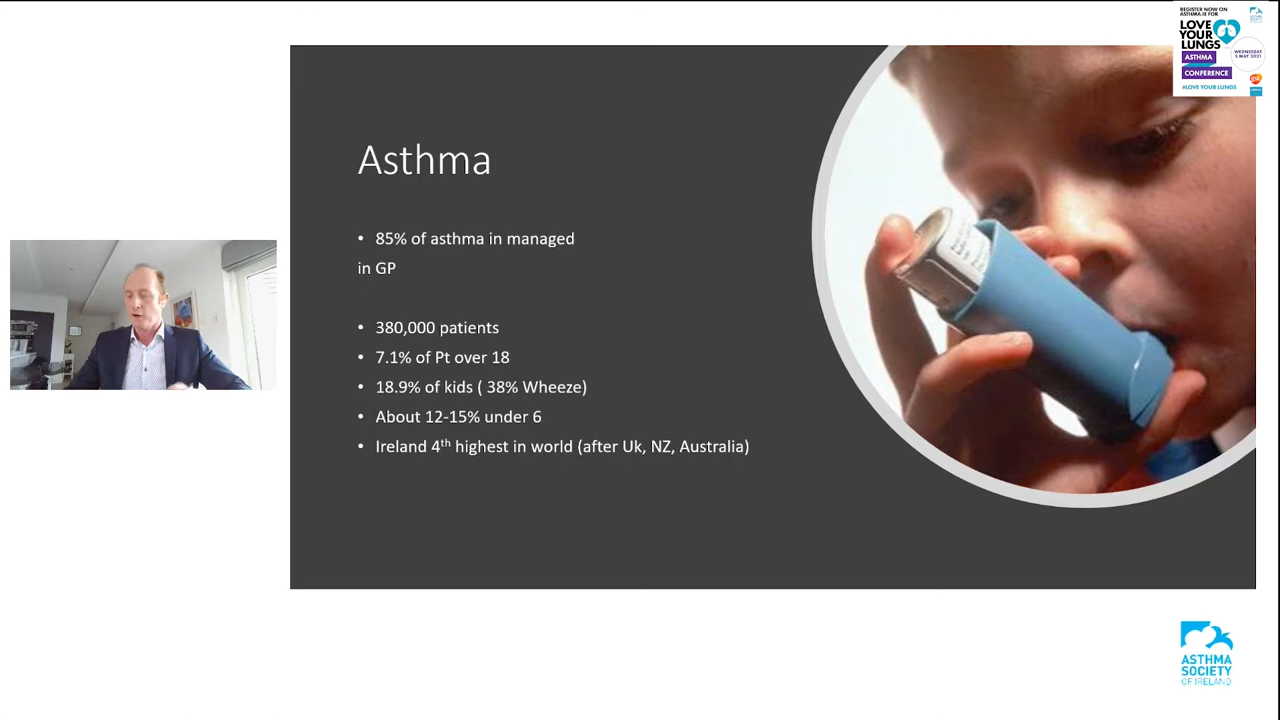 REGISTER NOW ON
ASTHMA.IE FOR
LOVE
YOUR
LUNGS
ASTHMA
CONFERENCE
WEDNESDAY
5 MAY 2021
#LOVE YOUR LUNGS
Asthma
• 85% of asthma in managed
in GP
• 380,000 patients
• 7.1% of Pt over 18
• 18.9% of kids ( 38% Wheeze)
• About 12-15% under 6
• Ireland 4th highest in world (after Uk, NZ, Australia)
ASTHMA
SOCIETY
OF IRELAND